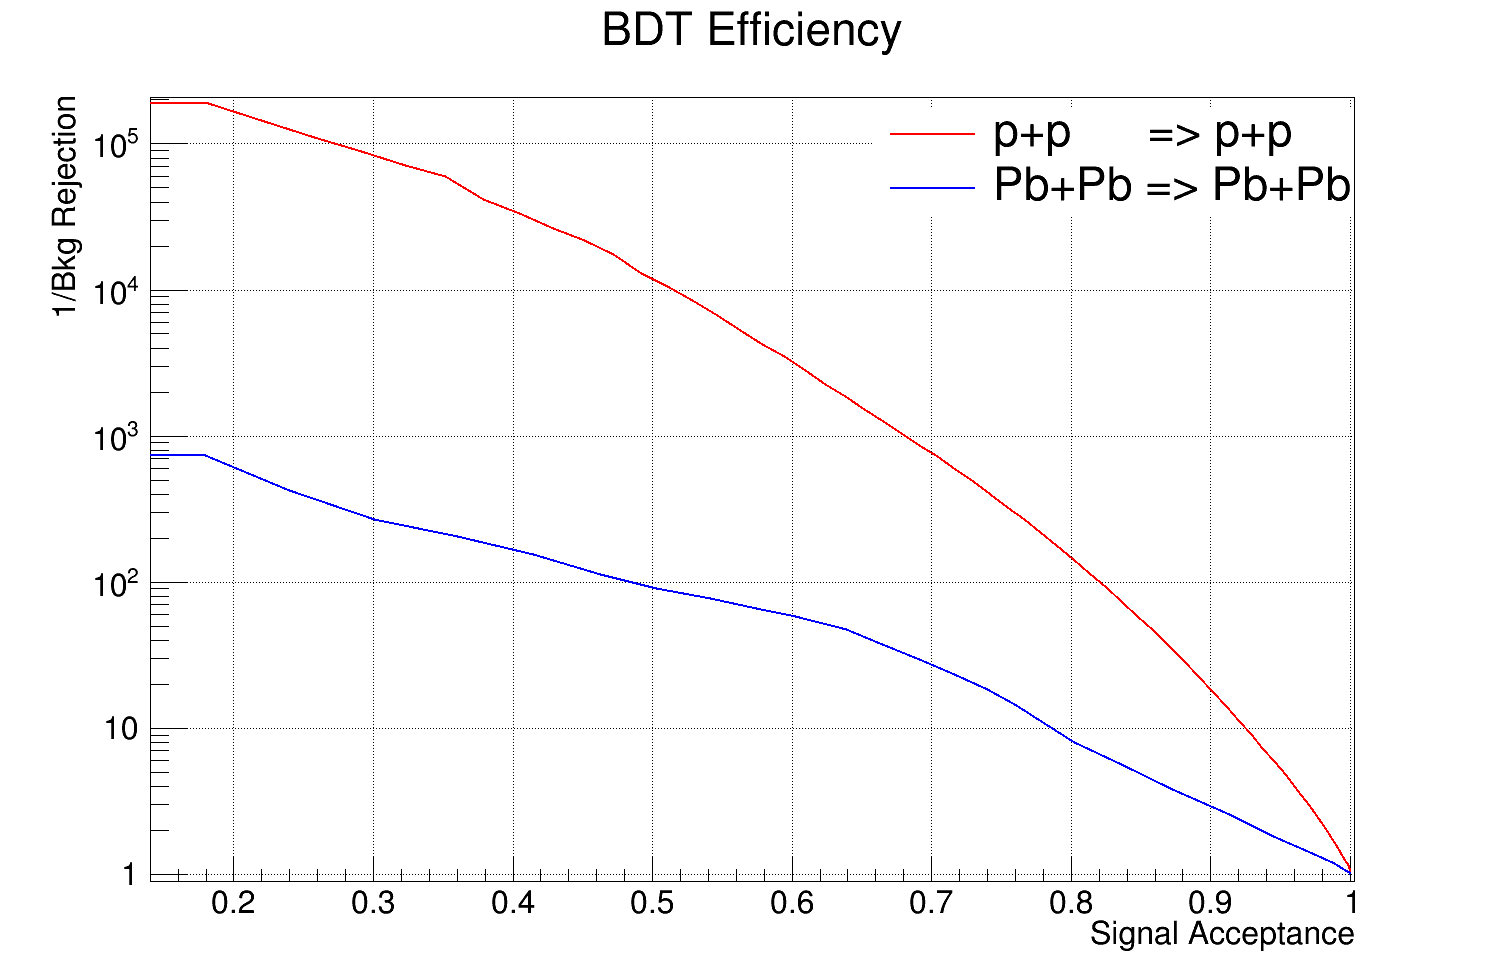 BDT Efficiency
1/Bkg Rejection
p+p => p+p
Pb+Pb => Pb+Pb
10^5
10^4
10^3
10^2
10
1
0.2 0.3 0.4 0.5 0.6 0.7 0.8 0.9 1
Signal Acceptance